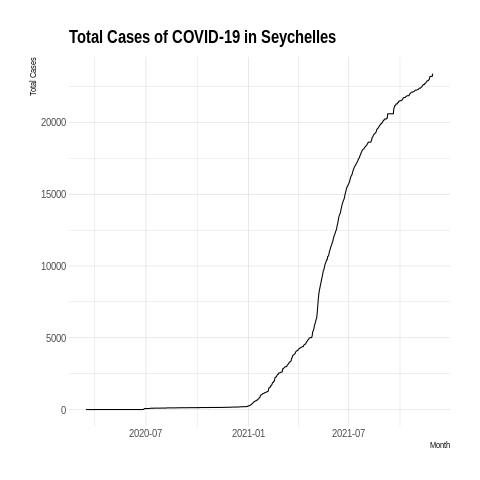 Total Cases of COVID-19 in Seychelles
Total Cases
20000
15000
10000
5000
0
2020-07 2021-01 2021-07
Month